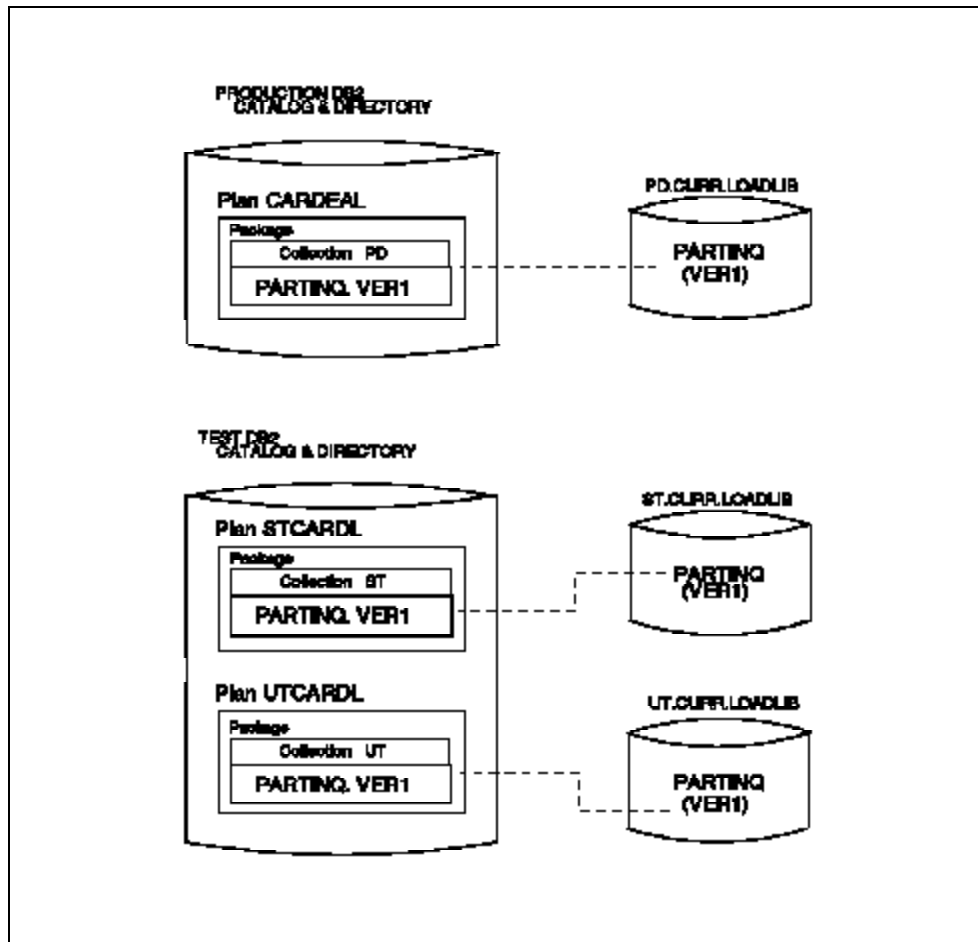 PRODUCTION DB2
CATALOG & DIRECTORY
Plan CARDEAL
Package
Collection PD
PARTINQ. VER1
PD.CURR.LOADLIB
PARTINQ
(VER1)
TEST DB2
CATALOG & DIRECTORY
Plan STCARDL
Package
Collection ST
PARTINQ. VER1
ST.CURR.LOADLIB
PARTINQ
(VER1)
Plan UTCARDL
Package
Collection UT
PARTINQ. VER1
UT.CURR.LOADLIB
PARTINQ
(VER1)